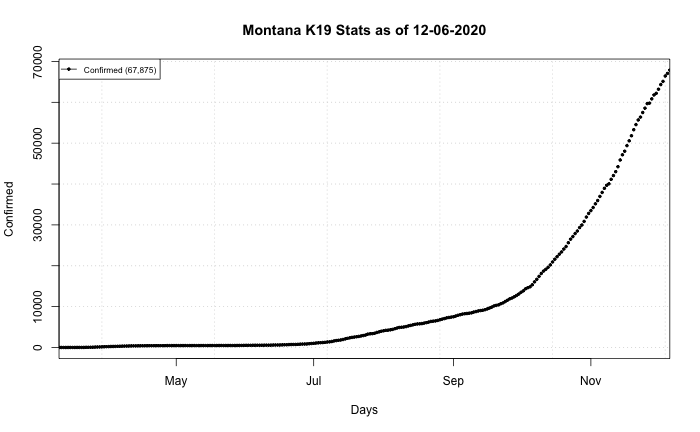 Montana K19 Stats as of 12-06-2020
Confirmed (67,875)
70000
50000
30000
10000
0
Confirmed
May
Jul
Sep
Nov
Days